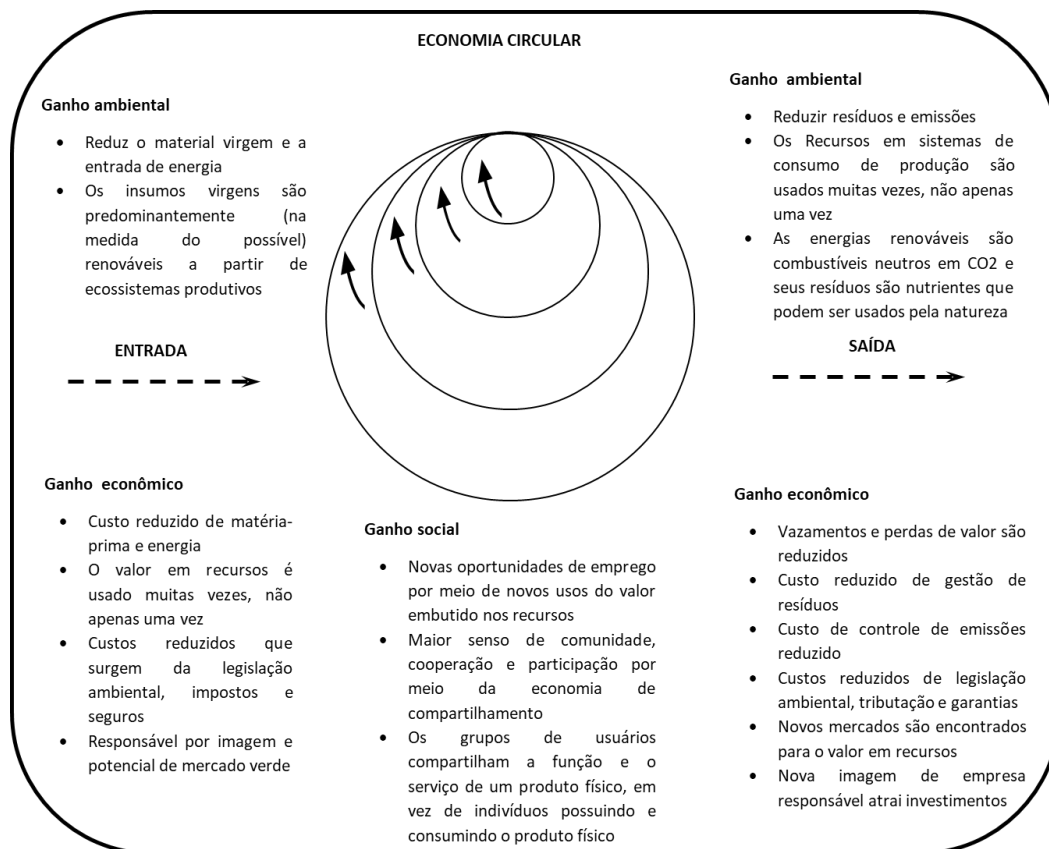 ECONOMIA CIRCULAR
Ganho ambiental
• Reduz o material virgem e a
entrada de energia
• Os insumos virgens são
predominantemente (na
medida do possível)
renováveis a partir de
ecossistemas produtivos
ENTRADA
Ganho ambiental
• Reduzir resíduos e emissões
• Os Recursos em sistemas de
consumo de produção são
usados muitas vezes, não apenas
uma vez
• As energias renováveis são
combustíveis neutros em CO2 e
seus resíduos são nutrientes que
podem ser usados pela natureza
SAÍDA
Ganho econômico
• Custo reduzido de matéria-
prima e energia
• O valor em recursos é
usado muitas vezes, não
apenas uma vez
• Custos reduzidos que
surgem da legislação
ambiental, impostos e
seguros
• Responsável por imagem e
potencial de mercado verde
Ganho social
• Novas oportunidades de emprego
por meio de novos usos do valor
embutido nos recursos
• Maior senso de comunidade,
cooperação e participação por
meio da economia de
compartilhamento
• Os grupos de usuários
compartilham a função e o
serviço de um produto físico, em
vez de indivíduos possuindo e
consumindo o produto físico
Ganho econômico
• Vazamentos e perdas de valor são
reduzidos
• Custo reduzido de gestão de
resíduos
• Custo de controle de emissões
reduzido
• Custos reduzidos de legislação
ambiental, tributação e garantias
• Novos mercados são encontrados
para o valor em recursos
• Nova imagem de empresa
responsável atrai investimentos